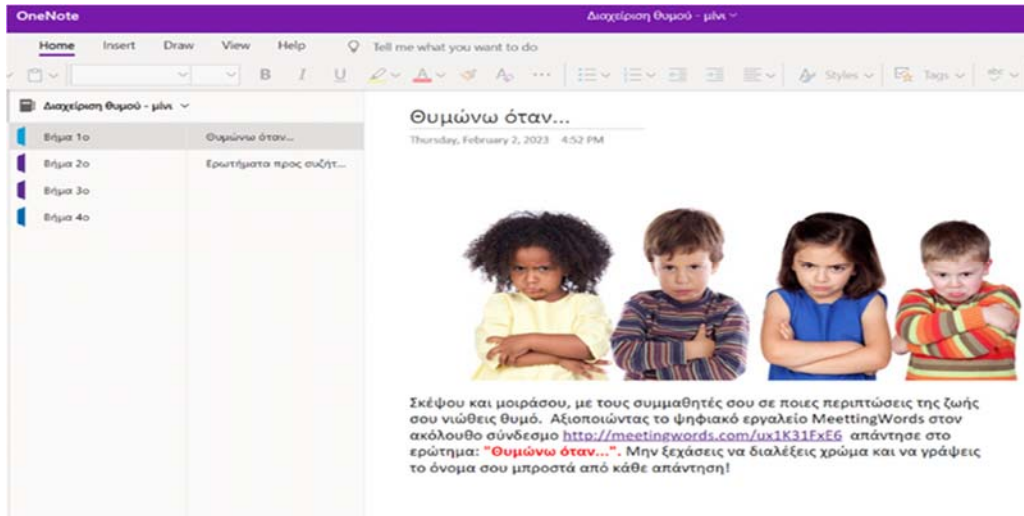 OneNote
Διαχείριση θυμού - μίνι
Home Insert Draw View Help Tell me what you want to do
B I U A A Styles Tags abc
Διαχείριση θυμού - μίνι
Βήμα 1ο Θυμώνω όταν...
Βήμα 2ο Ερωτήματα προς συζήτ...
Βήμα 3ο
Βήμα 4ο
Θυμώνω όταν...
Thursday, February 2, 2023 4:52 PM
Σκέψου και μοιράσου, με τους συμμαθητές σου σε ποιες περιπτώσεις της ζωής
σου νιώθεις θυμό. Αξιοποιώντας το ψηφιακό εργαλείο MeettingWords στον
ακόλουθο σύνδεσμο http://meetingwords.com/ux1K31FxE6 απάντησε στο
ερώτημα: "Θυμώνω όταν...". Μην ξεχάσεις να διαλέξεις χρώμα και να γράψεις
το όνομα σου μπροστά από κάθε απάντηση!